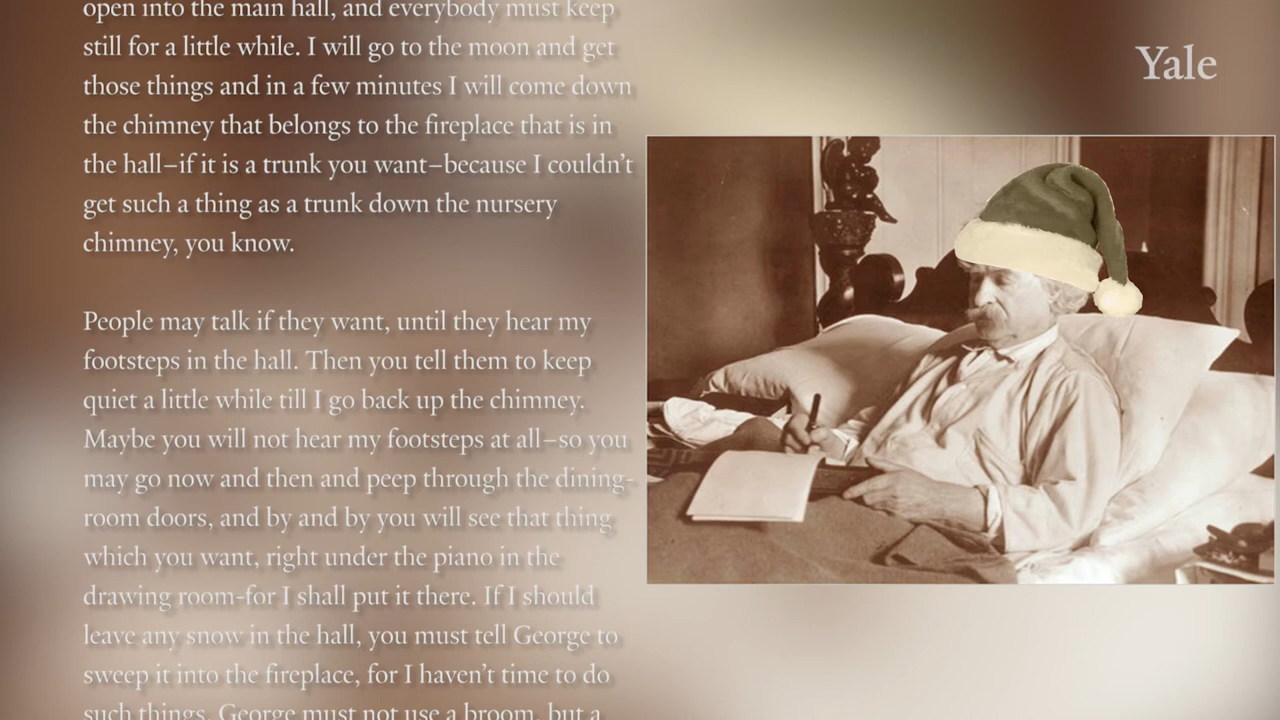 open into the main hall, and everybody must keep
still for a little while. I will go to the moon and get
those things and in a few minutes I will come down
the chimney that belongs to the fireplace that is in
the hall–if it is a trunk you want–because I couldn’t
get such a thing as a trunk down the nursery
chimney, you know.
People may talk if they want, until they hear my
footsteps in the hall. Then you tell them to keep
quiet a little while till I go back up the chimney.
Maybe you will not hear my footsteps at all–so you
may go now and then and peep through the dining-
room doors, and by and by you will see that thing
which you want, right under the piano in the
drawing room-for I shall put it there. If I should
leave any snow in the hall, you must tell George to
sweep it into the fireplace, for I haven’t time to do
such things. George must not use a broom, but a
Yale